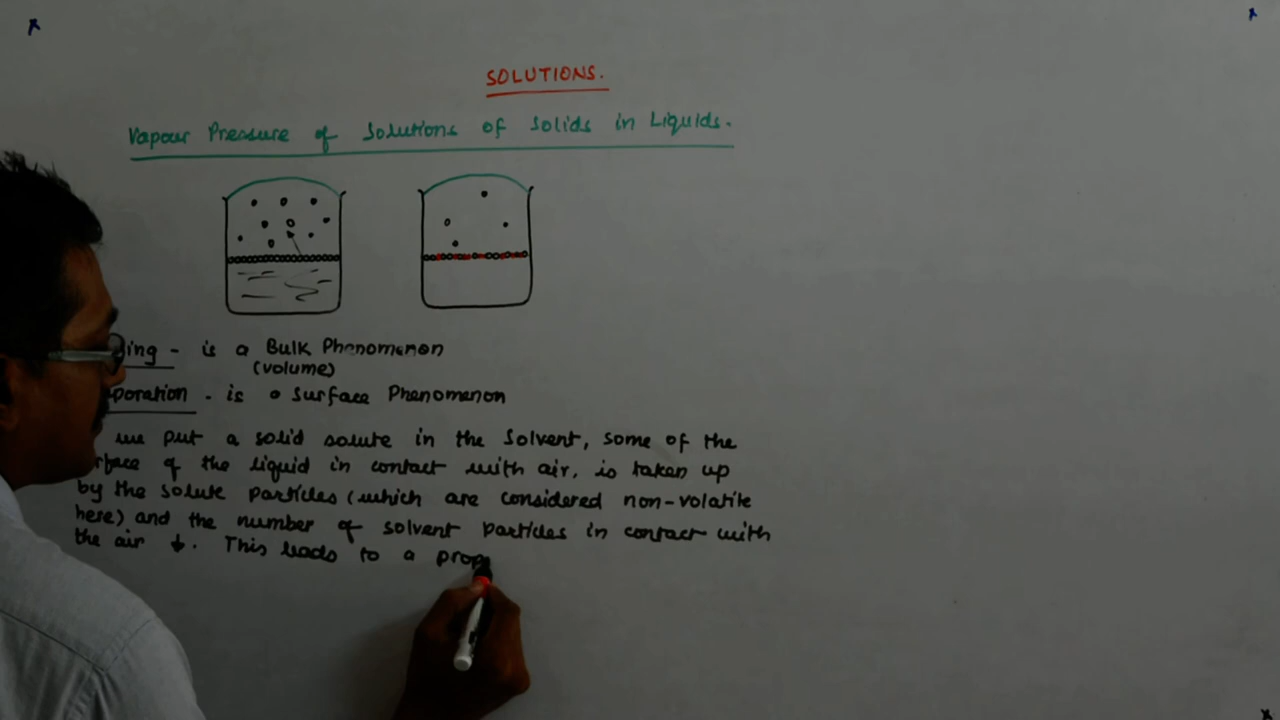 SOLUTIONS.
Vapour Pressure of Solutions of Solids in Liquids.
ing - is a Bulk Phenomenon
(volume)
poration - is a Surface Phenomenon
we put a solid solute in the Solvent, some of the
rface of the liquid in contact with air, is taken up
by the solute particles (which are considered non-volatile
here) and the number of solvent particles in contact with
the air ↓. This leads to a prop